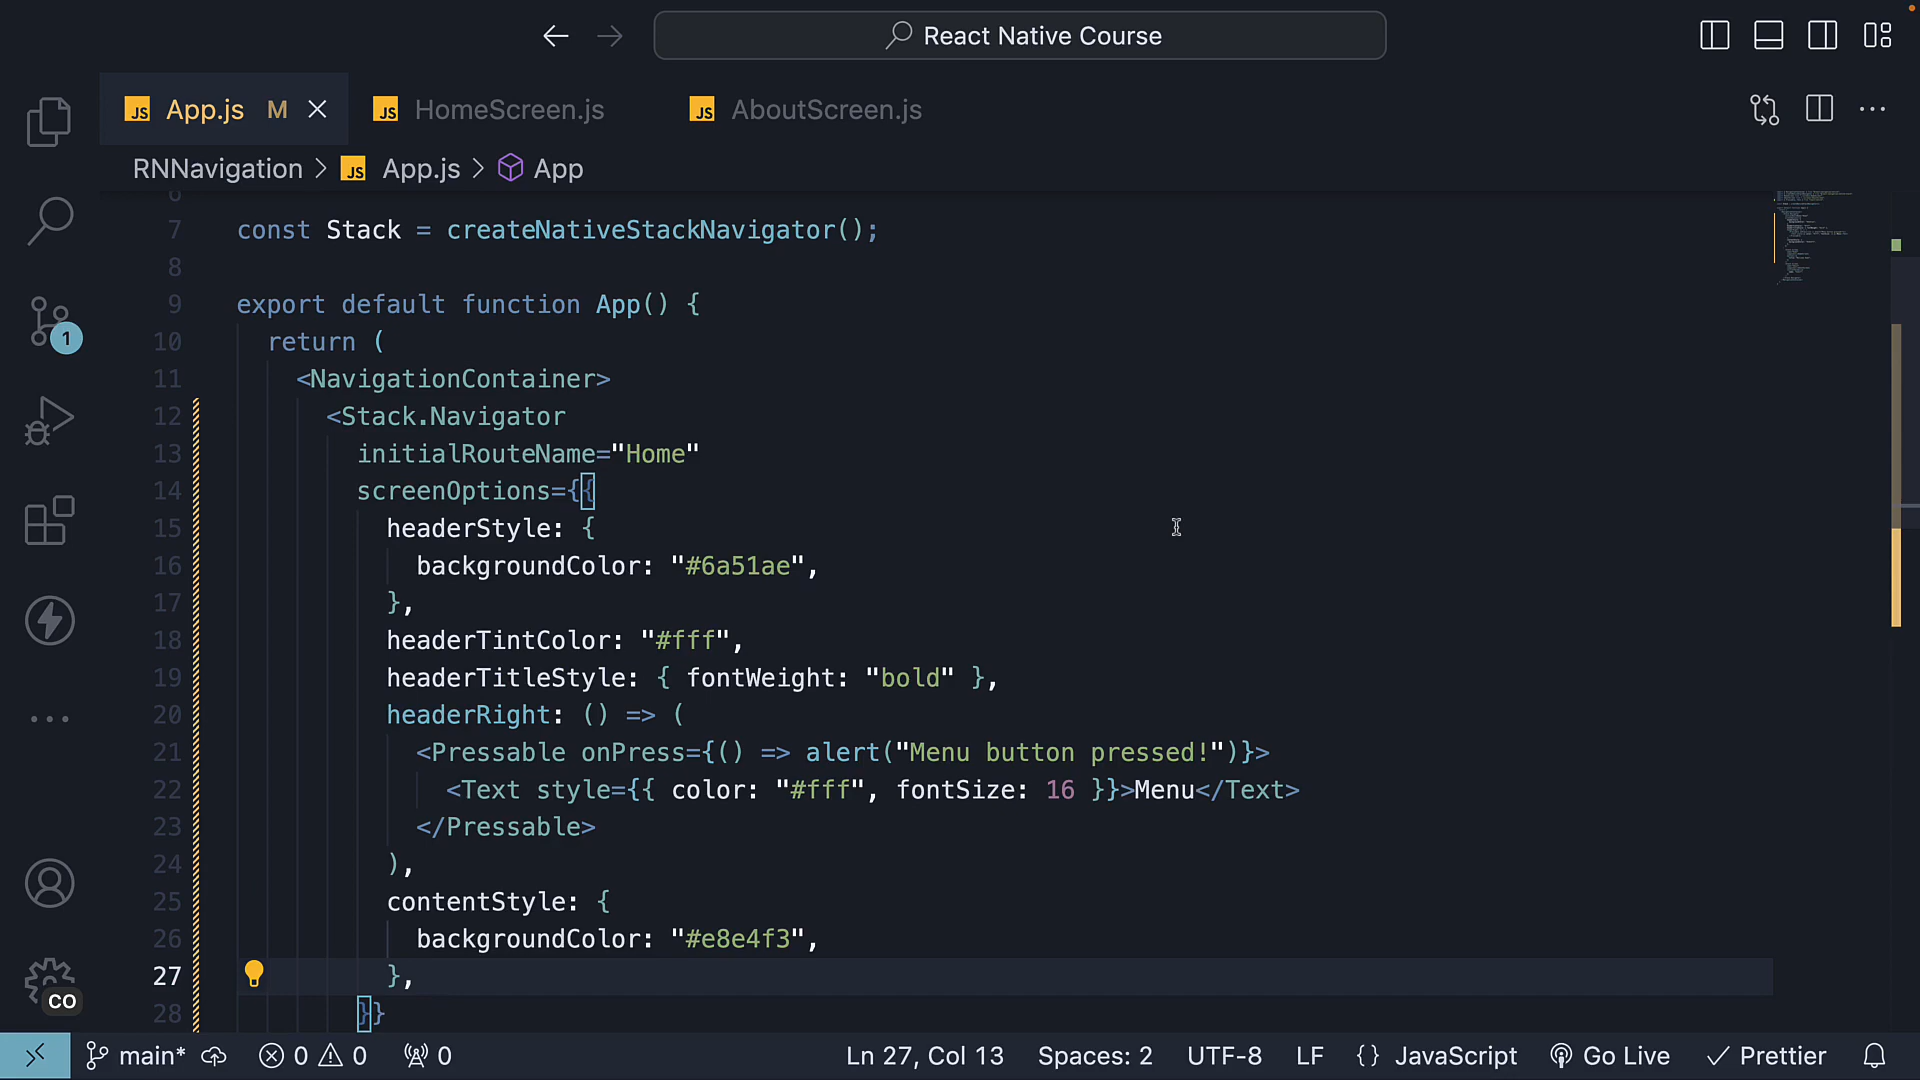 React Native Course
JS App.js M
JS HomeScreen.js
JS AboutScreen.js
RNNavigation > JS App.js > App
6
7 const Stack = createNativeStackNavigator();
8
9 export default function App() {
10 return (
11 <NavigationContainer>
12 <Stack.Navigator
13 initialRouteName="Home"
14 screenOptions={{
15 headerStyle: {
16 backgroundColor: "#6a51ae",
17 },
18 headerTintColor: "#fff",
19 headerTitleStyle: { fontWeight: "bold" },
20 headerRight: () => (
21 <Pressable onPress={() => alert("Menu button pressed!")}>
22 <Text style={{ color: "#fff", fontSize: 16 }}>Menu</Text>
23 </Pressable>
24 ),
25 contentStyle: {
26 backgroundColor: "#e8e4f3",
27 },
28 }}
1
CO
main* 0 0 0 Ln 27, Col 13 Spaces: 2 UTF-8 LF {} JavaScript Go Live Prettier